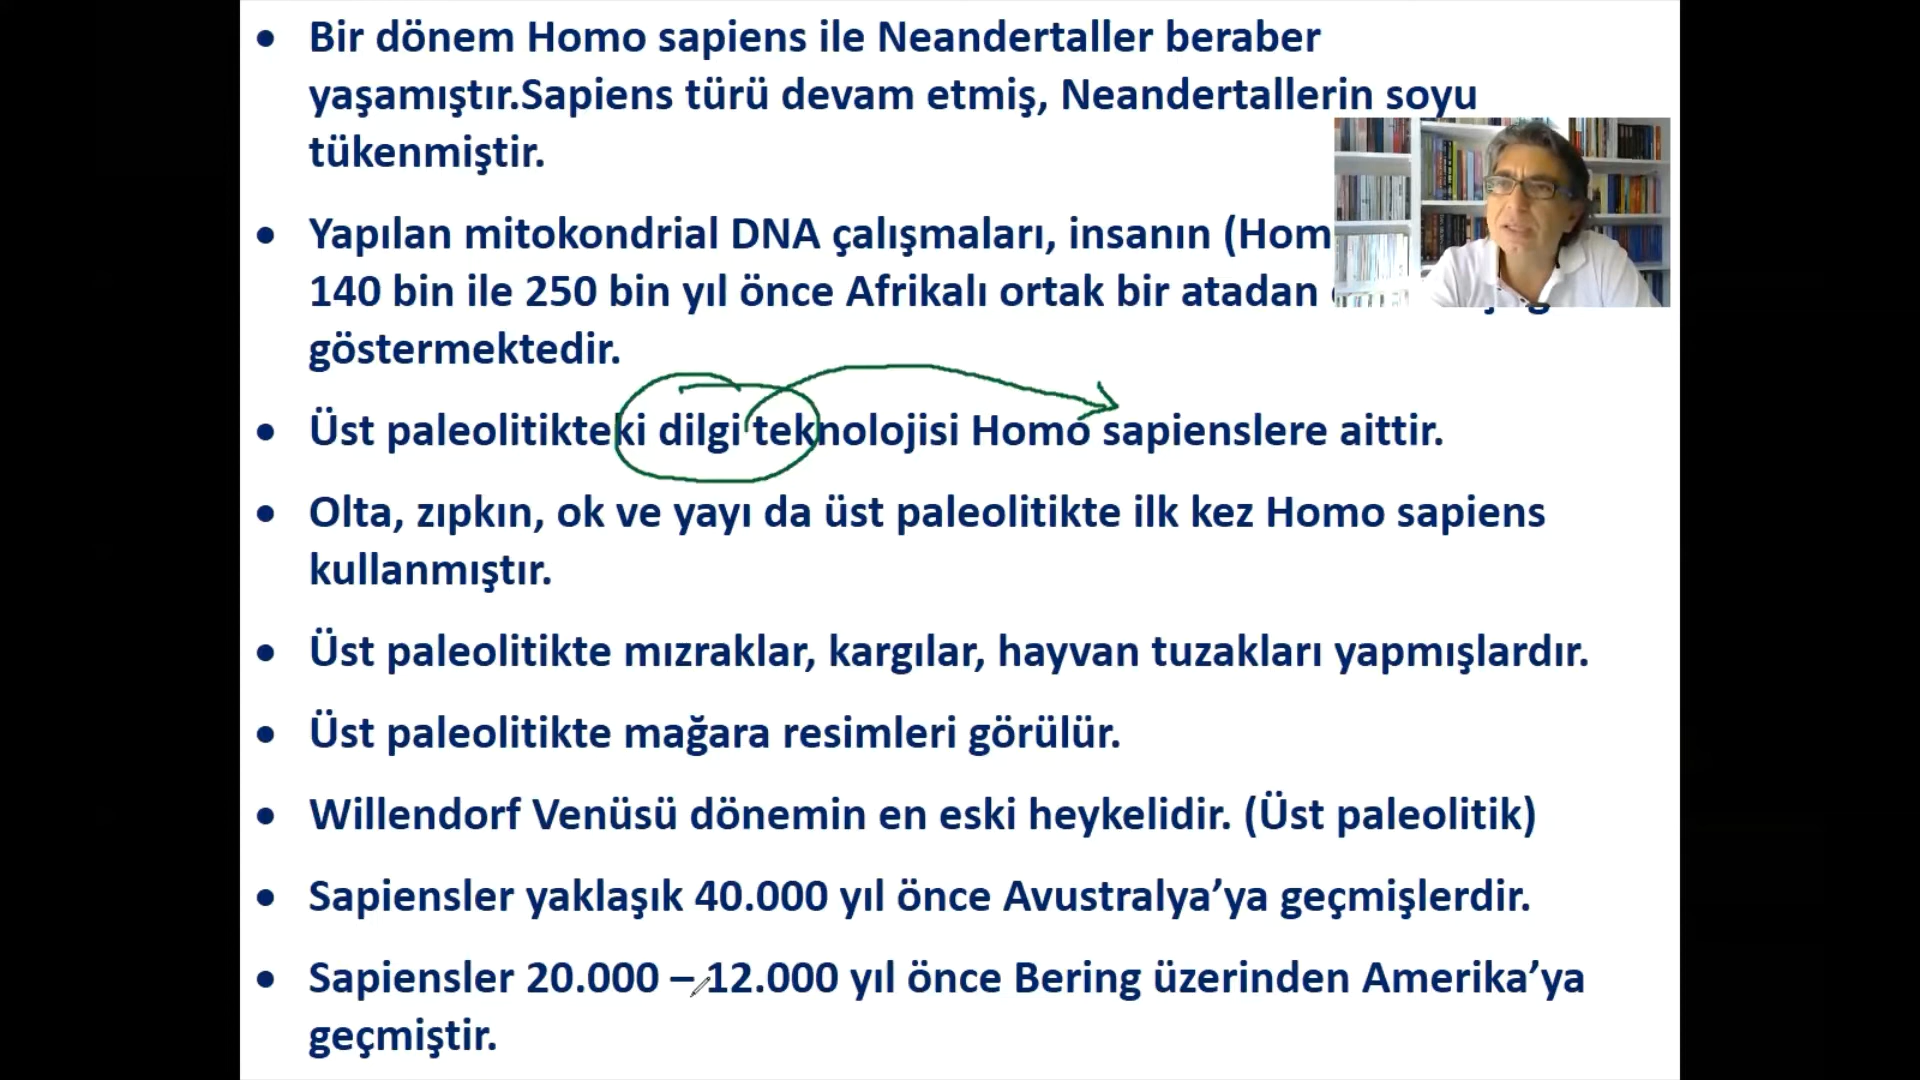 Bir dönem Homo sapiens ile Neandertaller beraber
yaşamıştır.Sapiens türü devam etmiş, Neandertallerin soyu
tükenmiştir.
Yapılan mitokondrial DNA çalışmaları, insanın (Hom
140 bin ile 250 bin yıl önce Afrikalı ortak bir atadan
göstermektedir.
Üst paleolitikteki dilgi teknolojisi Homo sapienslere aittir.
Olta, zıpkın, ok ve yayı da üst paleolitikte ilk kez Homo sapiens
kullanmıştır.
Üst paleolitikte mızraklar, kargılar, hayvan tuzakları yapmışlardır.
Üst paleolitikte mağara resimleri görülür.
Willendorf Venüsü dönemin en eski heykelidir. (Üst paleolitik)
Sapiensler yaklaşık 40.000 yıl önce Avustralya’ya geçmişlerdir.
Sapiensler 20.000 – 12.000 yıl önce Bering üzerinden Amerika’ya
geçmiştir.